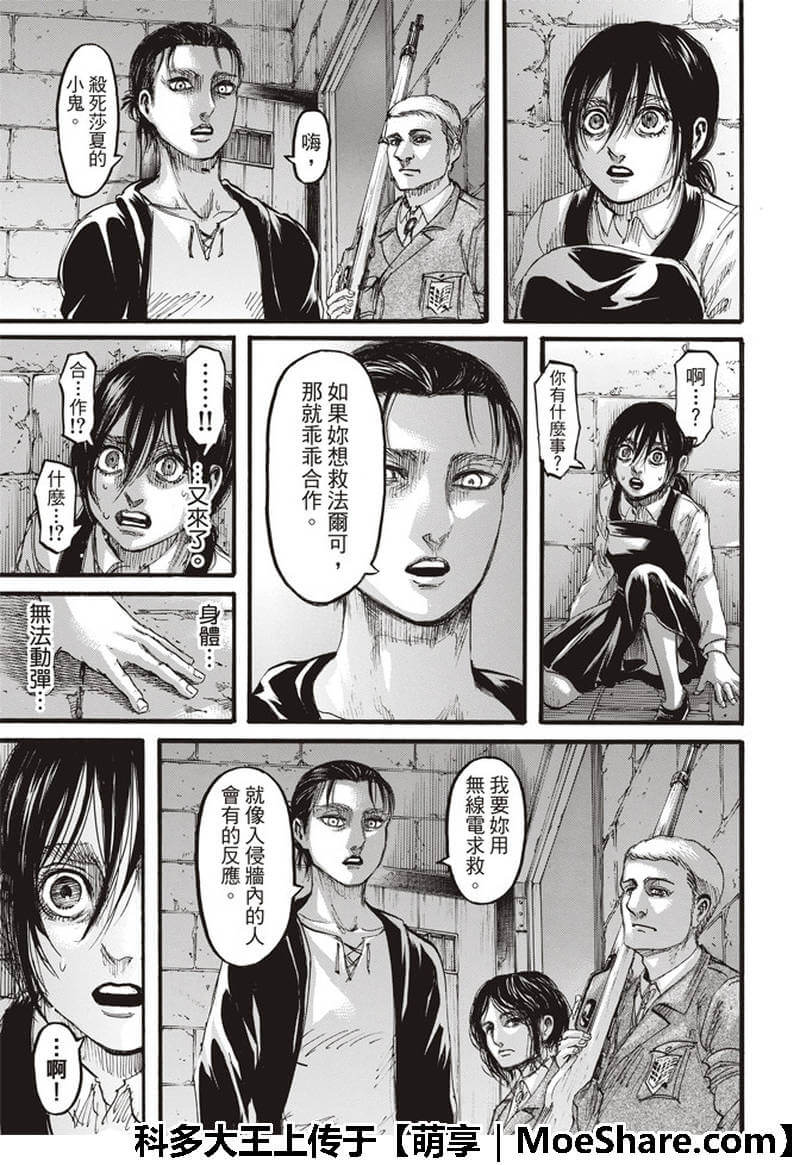 嗨，
殺死莎夏的
小鬼。
啊…？
你有什麼事？
如果妳想救法爾可，
那就乖乖合作。
……!!
合…作!?
…又來了。
什麼…!?
身體…
無法動彈…
我要妳用
無線電求救。
就像入侵牆內的人
會有的反應。
…啊！
科多大王上传于【萌享 | MoeShare.com】